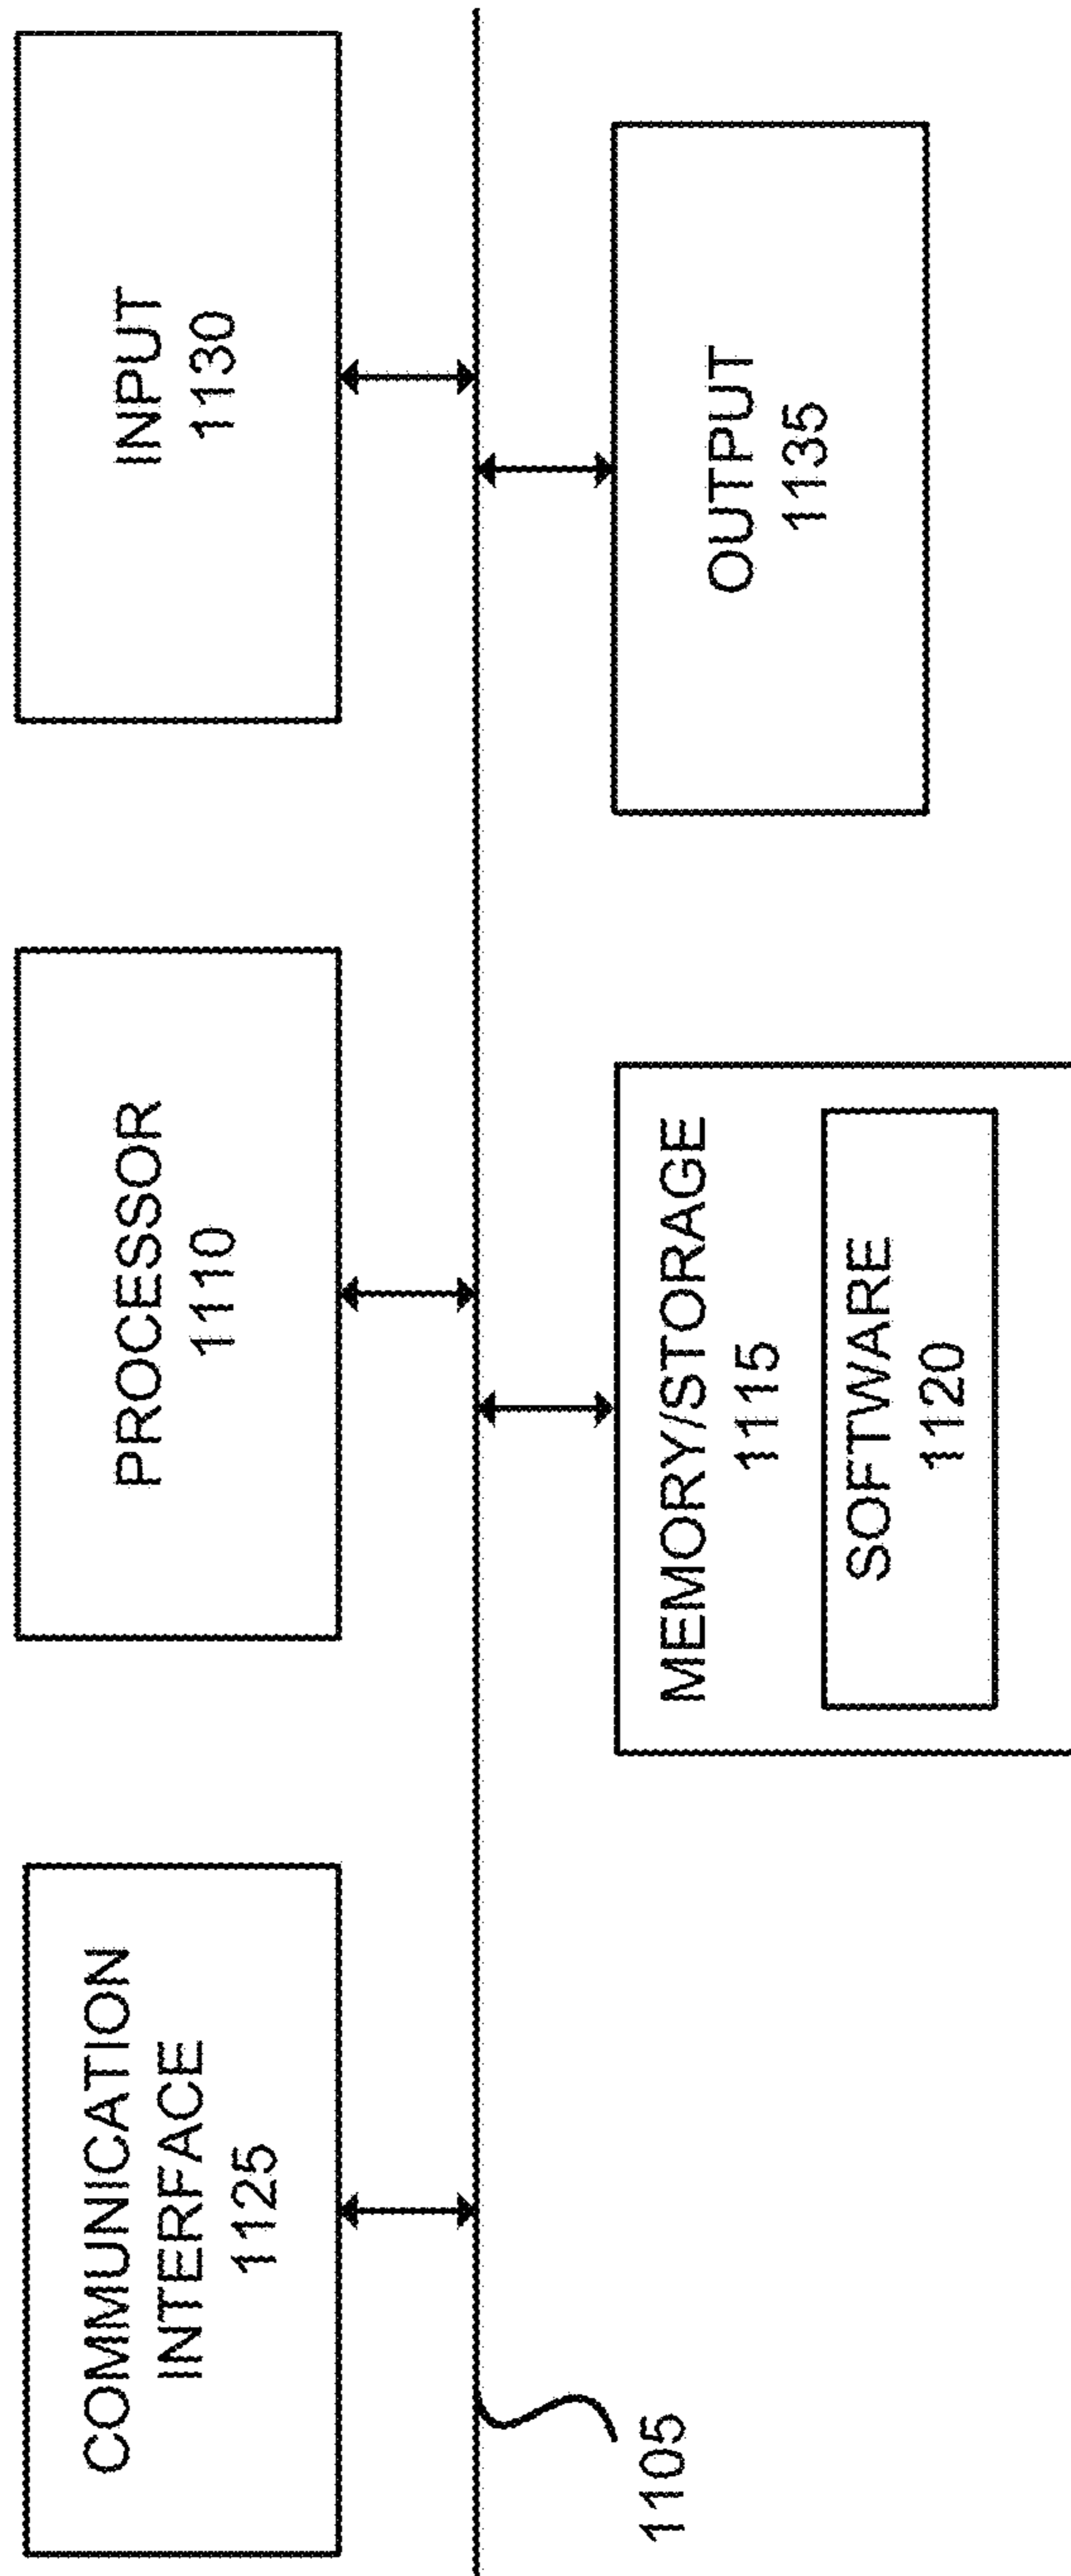 COMMUNICATION
INTERFACE
1125
PROCESSOR
1110
INPUT
1130
1105
MEMORY/STORAGE
1115
SOFTWARE
1120
OUTPUT
1135